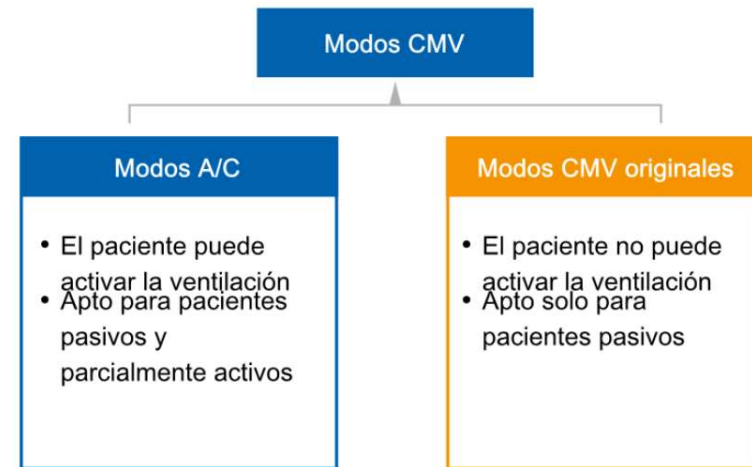 Modos CMV
Modos A/C
• El paciente puede
activar la ventilación
• Apto para pacientes
pasivos y
parcialmente activos
Modos CMV originales
• El paciente no puede
activar la ventilación
• Apto solo para
pacientes pasivos